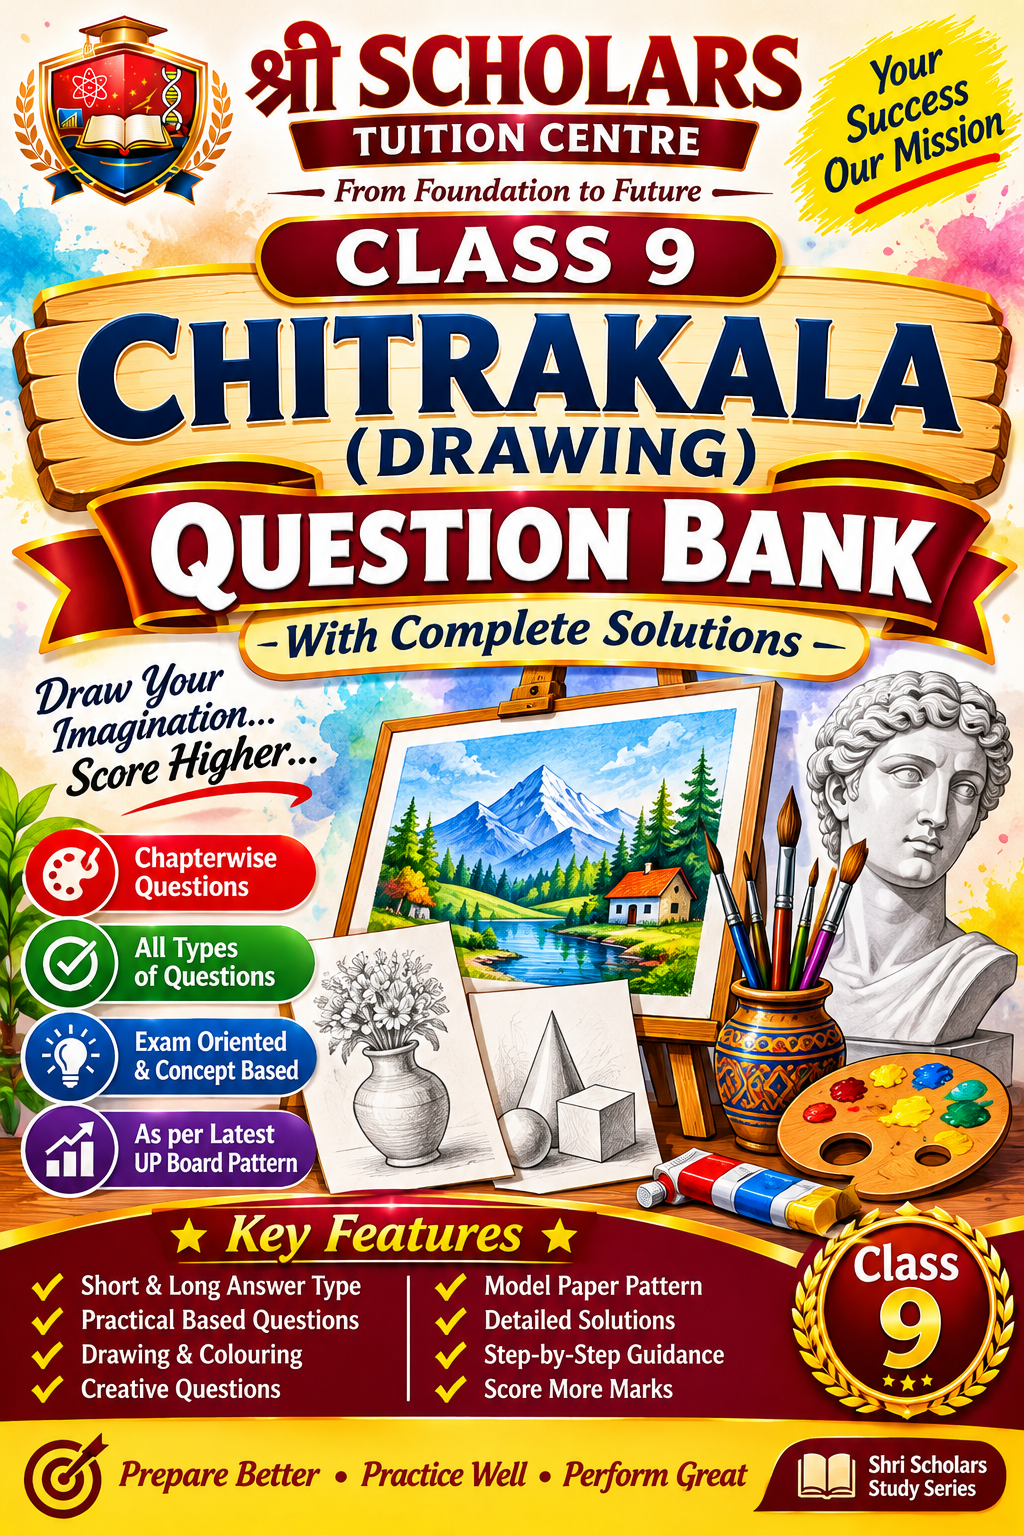 श्री SCHOLARS
TUITION CENTRE
From Foundation to Future
Your
Success
Our Mission
CLASS 9
CHITRAKALA
(DRAWING)
QUESTION BANK
- With Complete Solutions -
Draw Your
Imagination...
Score Higher...
Chapterwise
Questions
All Types
of Questions
Exam Oriented
& Concept Based
As per Latest
UP Board Pattern
Key Features
Short & Long Answer Type
Practical Based Questions
Drawing & Colouring
Creative Questions
Model Paper Pattern
Detailed Solutions
Step-by-Step Guidance
Score More Marks
Class
9
Prepare Better • Practice Well • Perform Great
Shri Scholars
Study Series